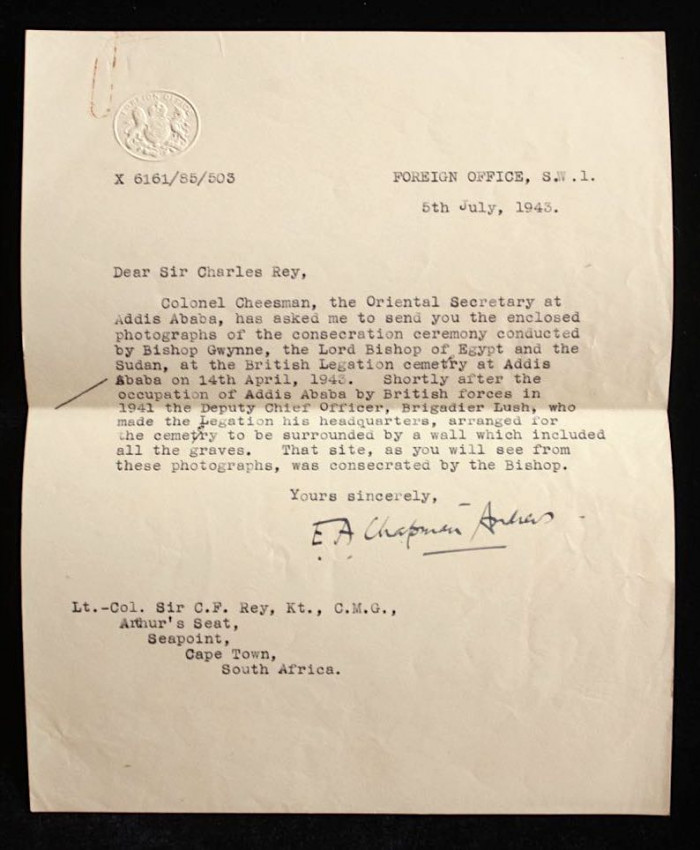 X 6161/85/503
FOREIGN OFFICE, S.W.1.
5th July, 1943.
Dear Sir Charles Rey,
Colonel Cheesman, the Oriental Secretary at
Addis Ababa, has asked me to send you the enclosed
photographs of the consecration ceremony conducted
by Bishop Gwynne, the Lord Bishop of Egypt and the
Sudan, at the British Legation cemetry at Addis
Ababa on 14th April, 1943. Shortly after the
occupation of Addis Ababa by British forces in
1941 the Deputy Chief Officer, Brigadier Lush, who
made the Legation his headquarters, arranged for
the cemetry to be surrounded by a wall which included
all the graves. That site, as you will see from
these photographs, was consecrated by the Bishop.
Yours sincerely,
E A Chapman Andrews
Lt.-Col. Sir C.F. Rey, Kt., C.M.G.,
Arthur's Seat,
Seapoint,
Cape Town,
South Africa.